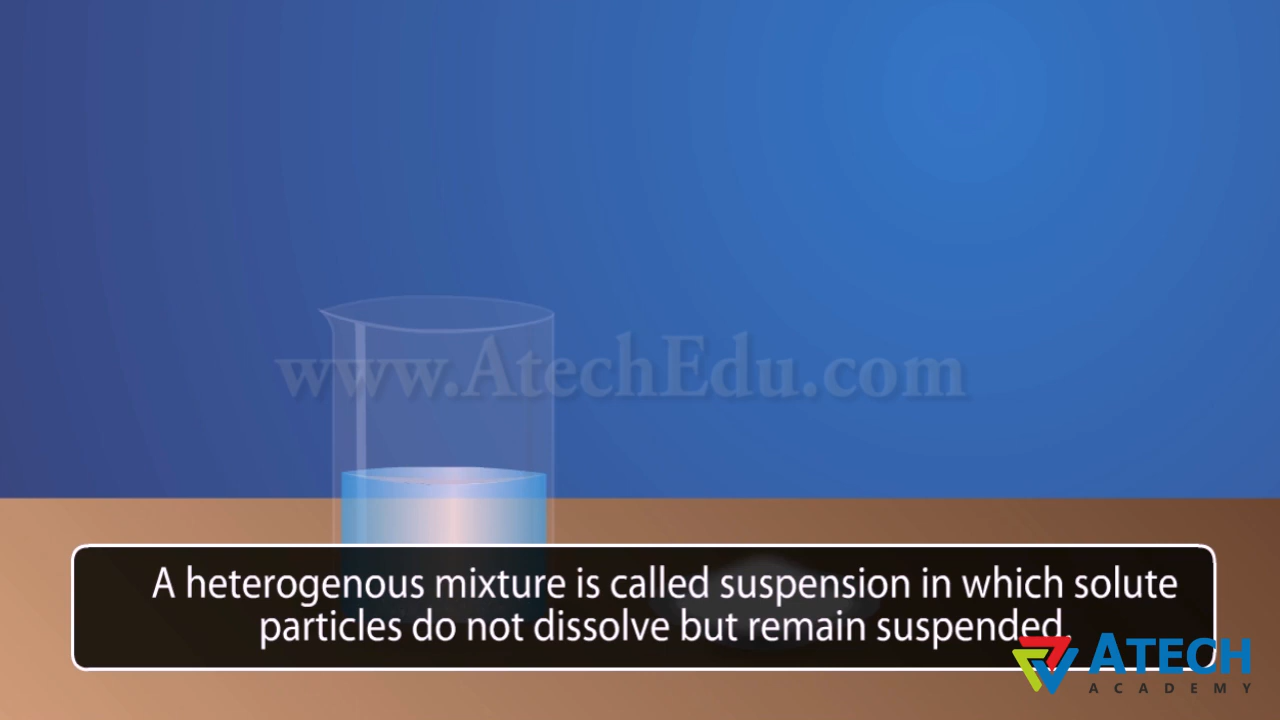 www.AtechEdu.com
A heterogenous mixture is called suspension in which solute
particles do not dissolve but remain suspended.
ATECH
ACADEMY